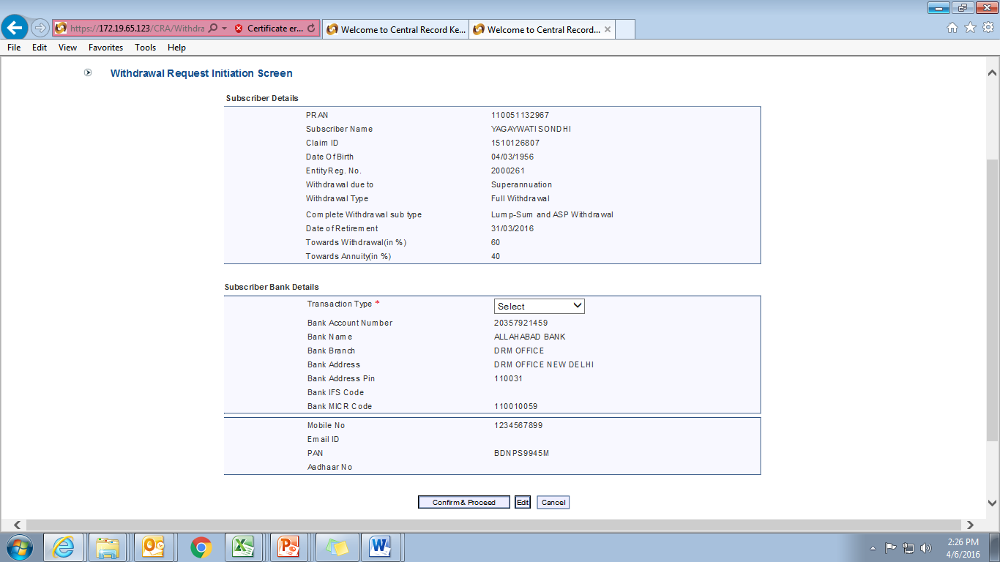 https://172.19.65.123/CRA/Withdra
Certificate er...
Welcome to Central Record Ke...
Welcome to Central Record...
File Edit View Favorites Tools Help
Withdrawal Request Initiation Screen
Subscriber Details
PRAN 110051132967
Subscriber Name YAGAYWATI SONDHI
Claim ID 1510126807
Date Of Birth 04/03/1956
Entity Reg. No. 2000261
Withdrawal due to Superannuation
Withdrawal Type Full Withdrawal
Complete Withdrawal sub type Lump-Sum and ASP Withdrawal
Date of Retirement 31/03/2016
Towards Withdrawal(in %) 60
Towards Annuity(in %) 40
Subscriber Bank Details
Transaction Type * Select
Bank Account Number 20357921459
Bank Name ALLAHABAD BANK
Bank Branch DRM OFFICE
Bank Address DRM OFFICE NEW DELHI
Bank Address Pin 110031
Bank IFS Code
Bank MICR Code 110010059
Mobile No 1234567899
Email ID
PAN BDNPS9945M
Aadhaar No
Confirm & Proceed Edit Cancel
2:26 PM
4/6/2016